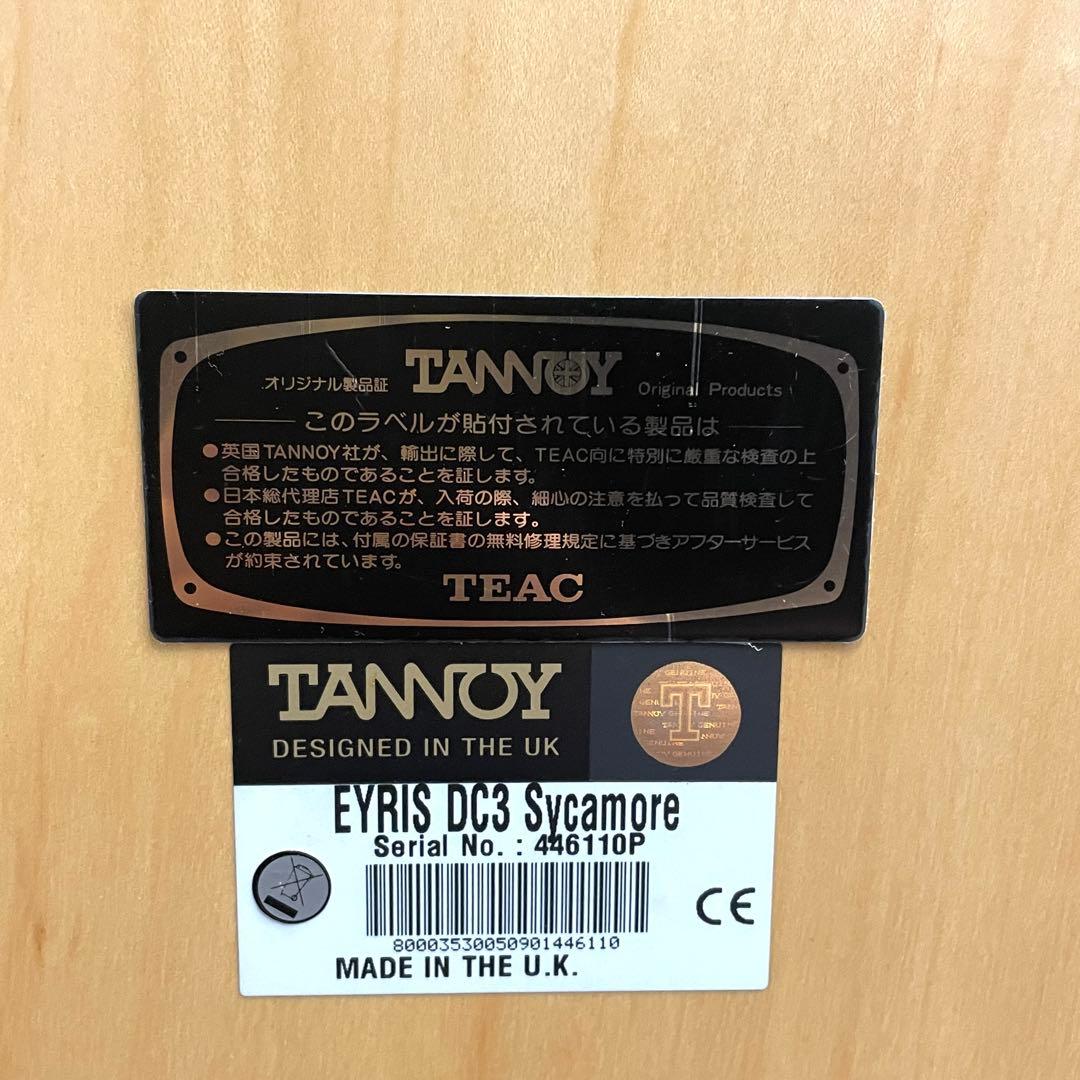 オリジナル製品証 TANNOY Original Products
このラベルが貼付されている製品は
●英国TANNOY社が、輸出に際して、TEAC向に特別に厳重な検査の上
合格したものであることを証します。
●日本総代理店TEACが、入荷の際、細心の注意を払って品質検査して
合格したものであることを証します。
●この製品には、付属の保証書の無料修理規定に基づきアフターサービス
が約束されています。
TEAC
TANNOY
DESIGNED IN THE UK
T
EYRIS DC3 Sycamore
Serial No. : 446110P
CE
80003530050901446110
MADE IN THE U.K.